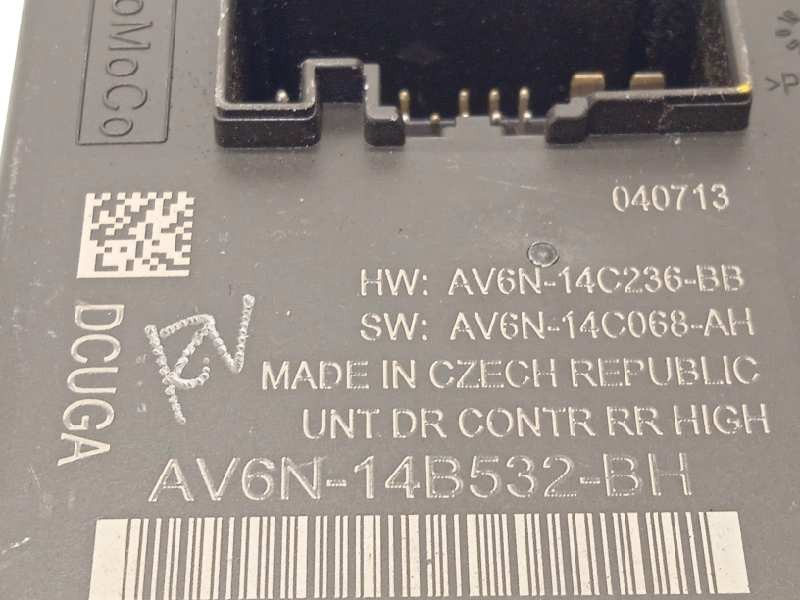 oMoCo
>P
040713
HW: AV6N-14C236-BB
SW: AV6N-14C068-AH
MADE IN CZECH REPUBLIC
UNT DR CONTR RR HIGH
DCUGA
AV6N-14B532-BH